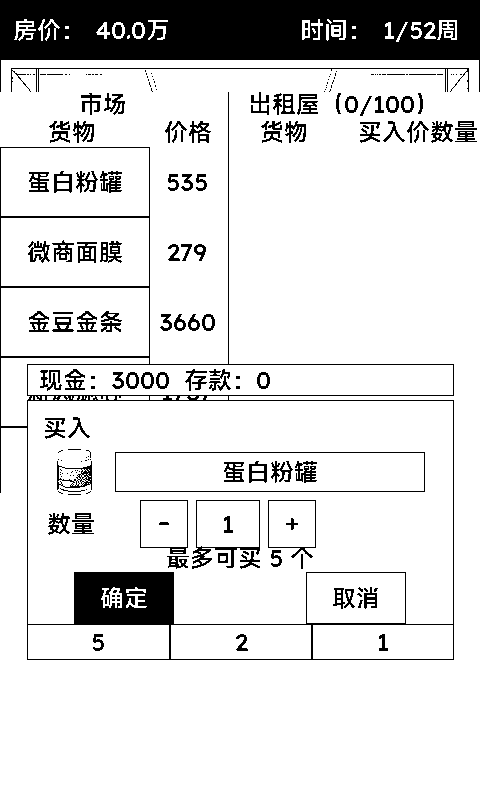 房价： 40.0万 时间： 1/52周
市场 出租屋（0/100）
货物 价格 货物 买入价数量
蛋白粉罐 535
微商面膜 279
金豆金条 3660
现金：3000 存款：0
买入
蛋白粉罐
数量 - 1 +
最多可买 5 个
确定 取消
5 2 1